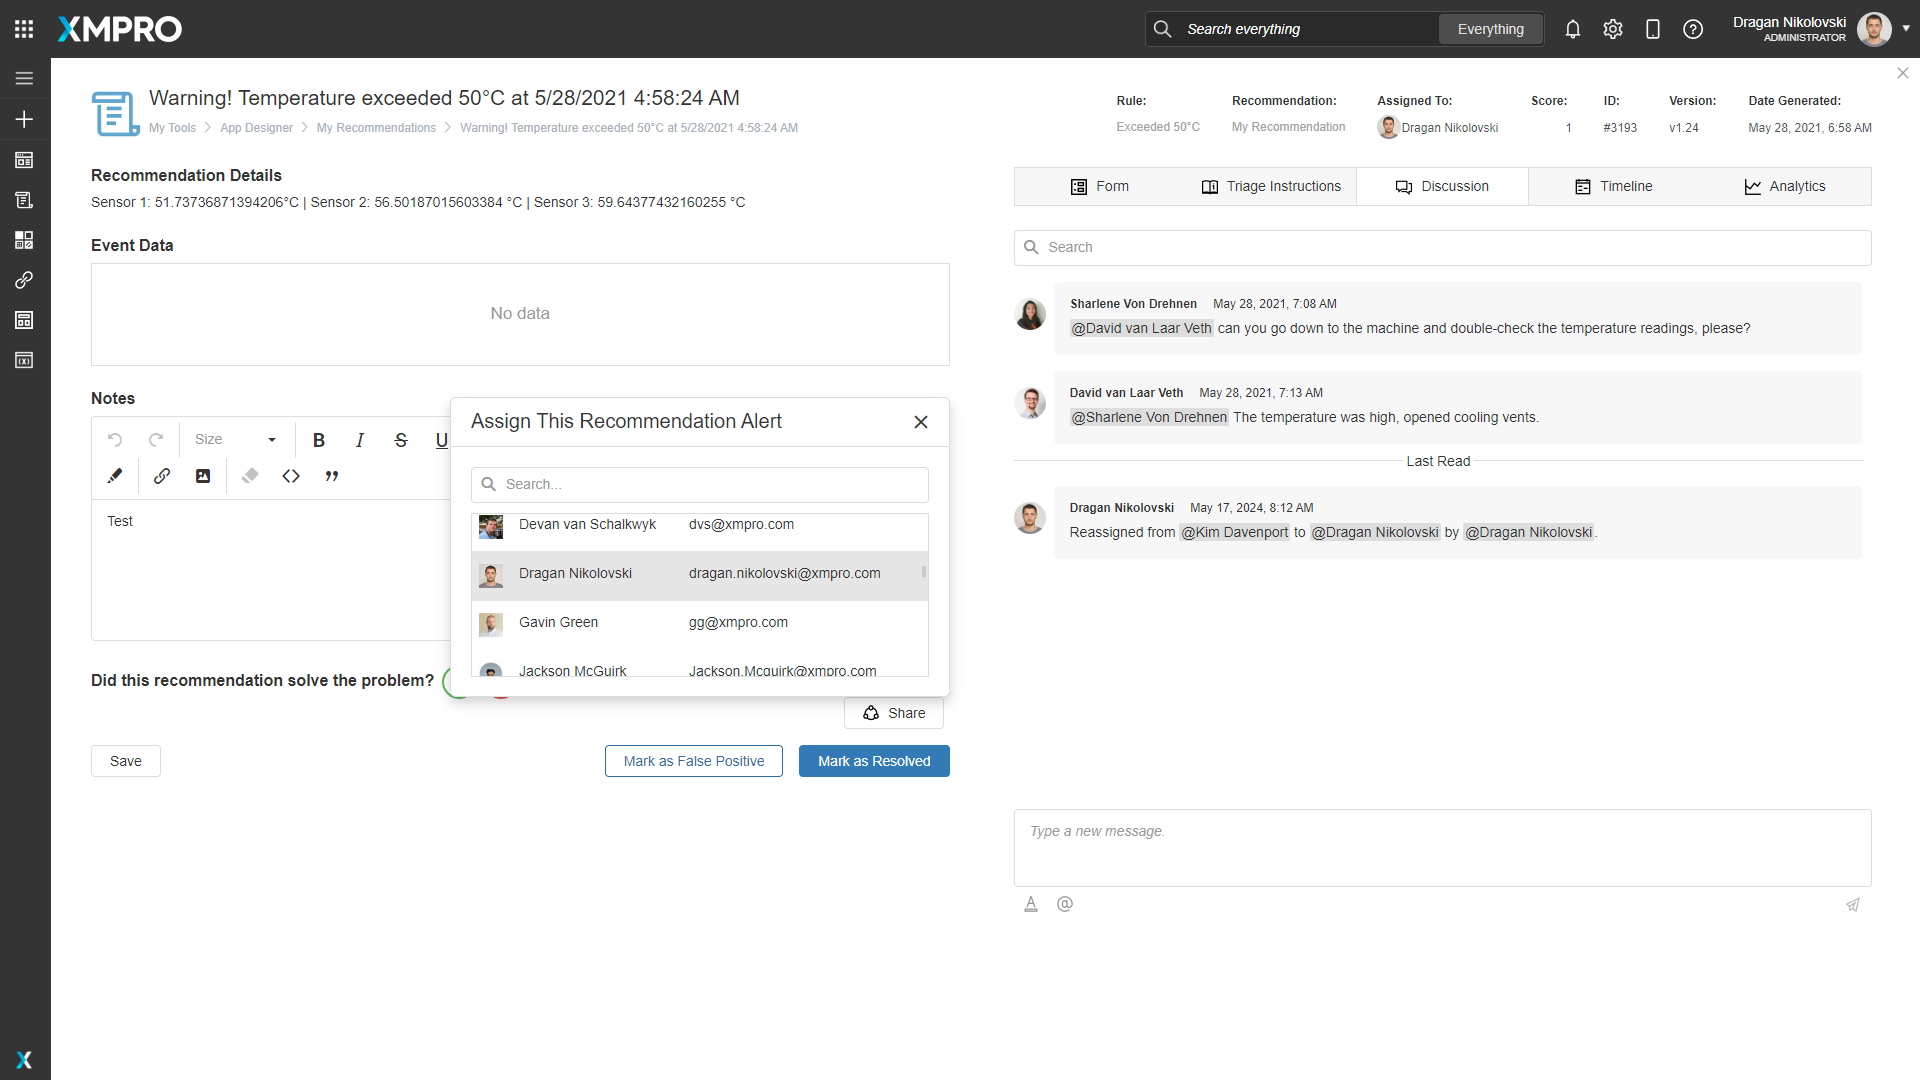 XMPRO
Search everything
Everything
Dragan Nikolovski
ADMINISTRATOR
Warning! Temperature exceeded 50°C at 5/28/2021 4:58:24 AM
My Tools > App Designer > My Recommendations > Warning! Temperature exceeded 50°C at 5/28/2021 4:58:24 AM
Rule: Recommendation: Assigned To: Score: ID: Version: Date Generated:
Exceeded 50°C My Recommendation Dragan Nikolovski 1 #3193 v1.24 May 28, 2021, 6:58 AM
Recommendation Details
Sensor 1: 51.73736871394206°C | Sensor 2: 56.50187015603384 °C | Sensor 3: 59.64377432160255 °C
Event Data
No data
Notes
Size B I S U
Test
Did this recommendation solve the problem?
Share
Save
Mark as False Positive
Mark as Resolved
Assign This Recommendation Alert
Search...
Devan van Schalkwyk dvs@xmpro.com
Dragan Nikolovski dragan.nikolovski@xmpro.com
Gavin Green gg@xmpro.com
Jackson McGuirk Jackson.Mcguirk@xmpro.com
Form Triage Instructions Discussion Timeline Analytics
Search
Sharlene Von Drehnen May 28, 2021, 7:08 AM
@David van Laar Veth can you go down to the machine and double-check the temperature readings, please?
David van Laar Veth May 28, 2021, 7:13 AM
@Sharlene Von Drehnen The temperature was high, opened cooling vents.
Last Read
Dragan Nikolovski May 17, 2024, 8:12 AM
Reassigned from @Kim Davenport to @Dragan Nikolovski by @Dragan Nikolovski.
Type a new message.